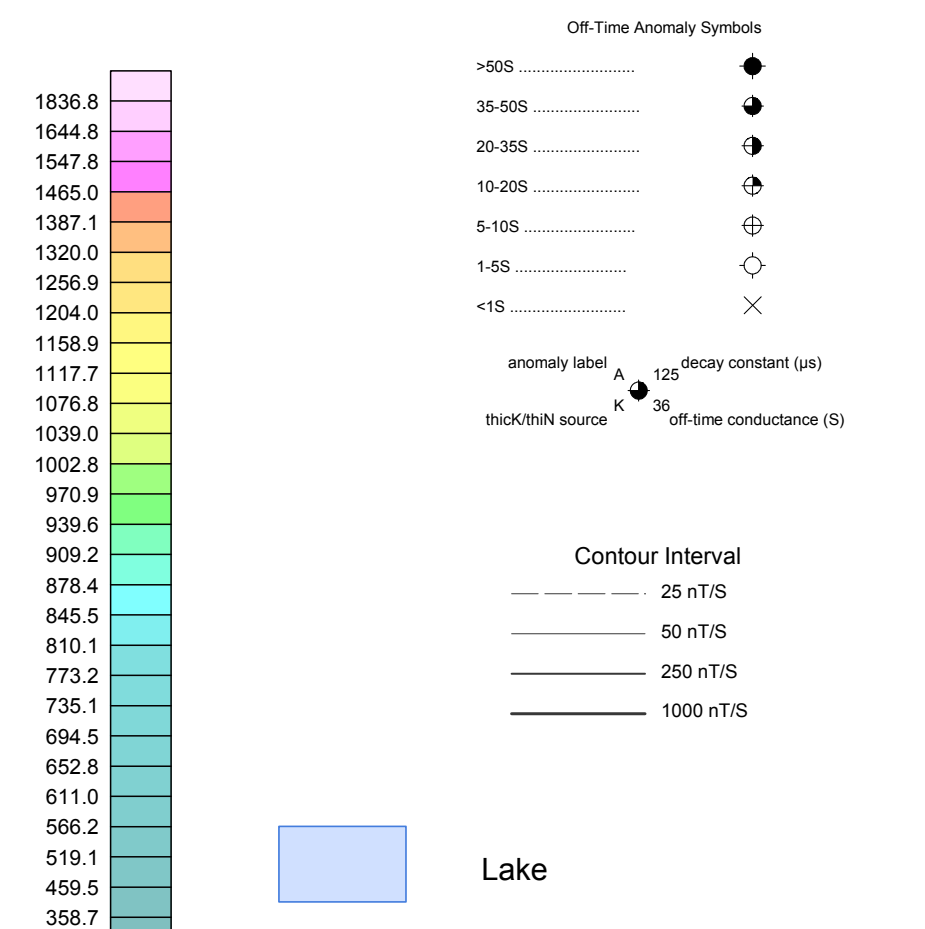 1836.8
1644.8
1547.8
1465.0
1387.1
1320.0
1256.9
1204.0
1158.9
1117.7
1076.8
1039.0
1002.8
970.9
939.6
909.2
878.4
845.5
810.1
773.2
735.1
694.5
652.8
611.0
566.2
519.1
459.5
358.7
Off-Time Anomaly Symbols
>50S ..........................
35-50S ........................
20-35S ........................
10-20S ........................
5-10S .........................
1-5S .........................
<1S ..........................
anomaly label A 125 decay constant (µs)
thicK/thiN source K 36 off-time conductance (S)
Contour Interval
25 nT/S
50 nT/S
250 nT/S
1000 nT/S
Lake